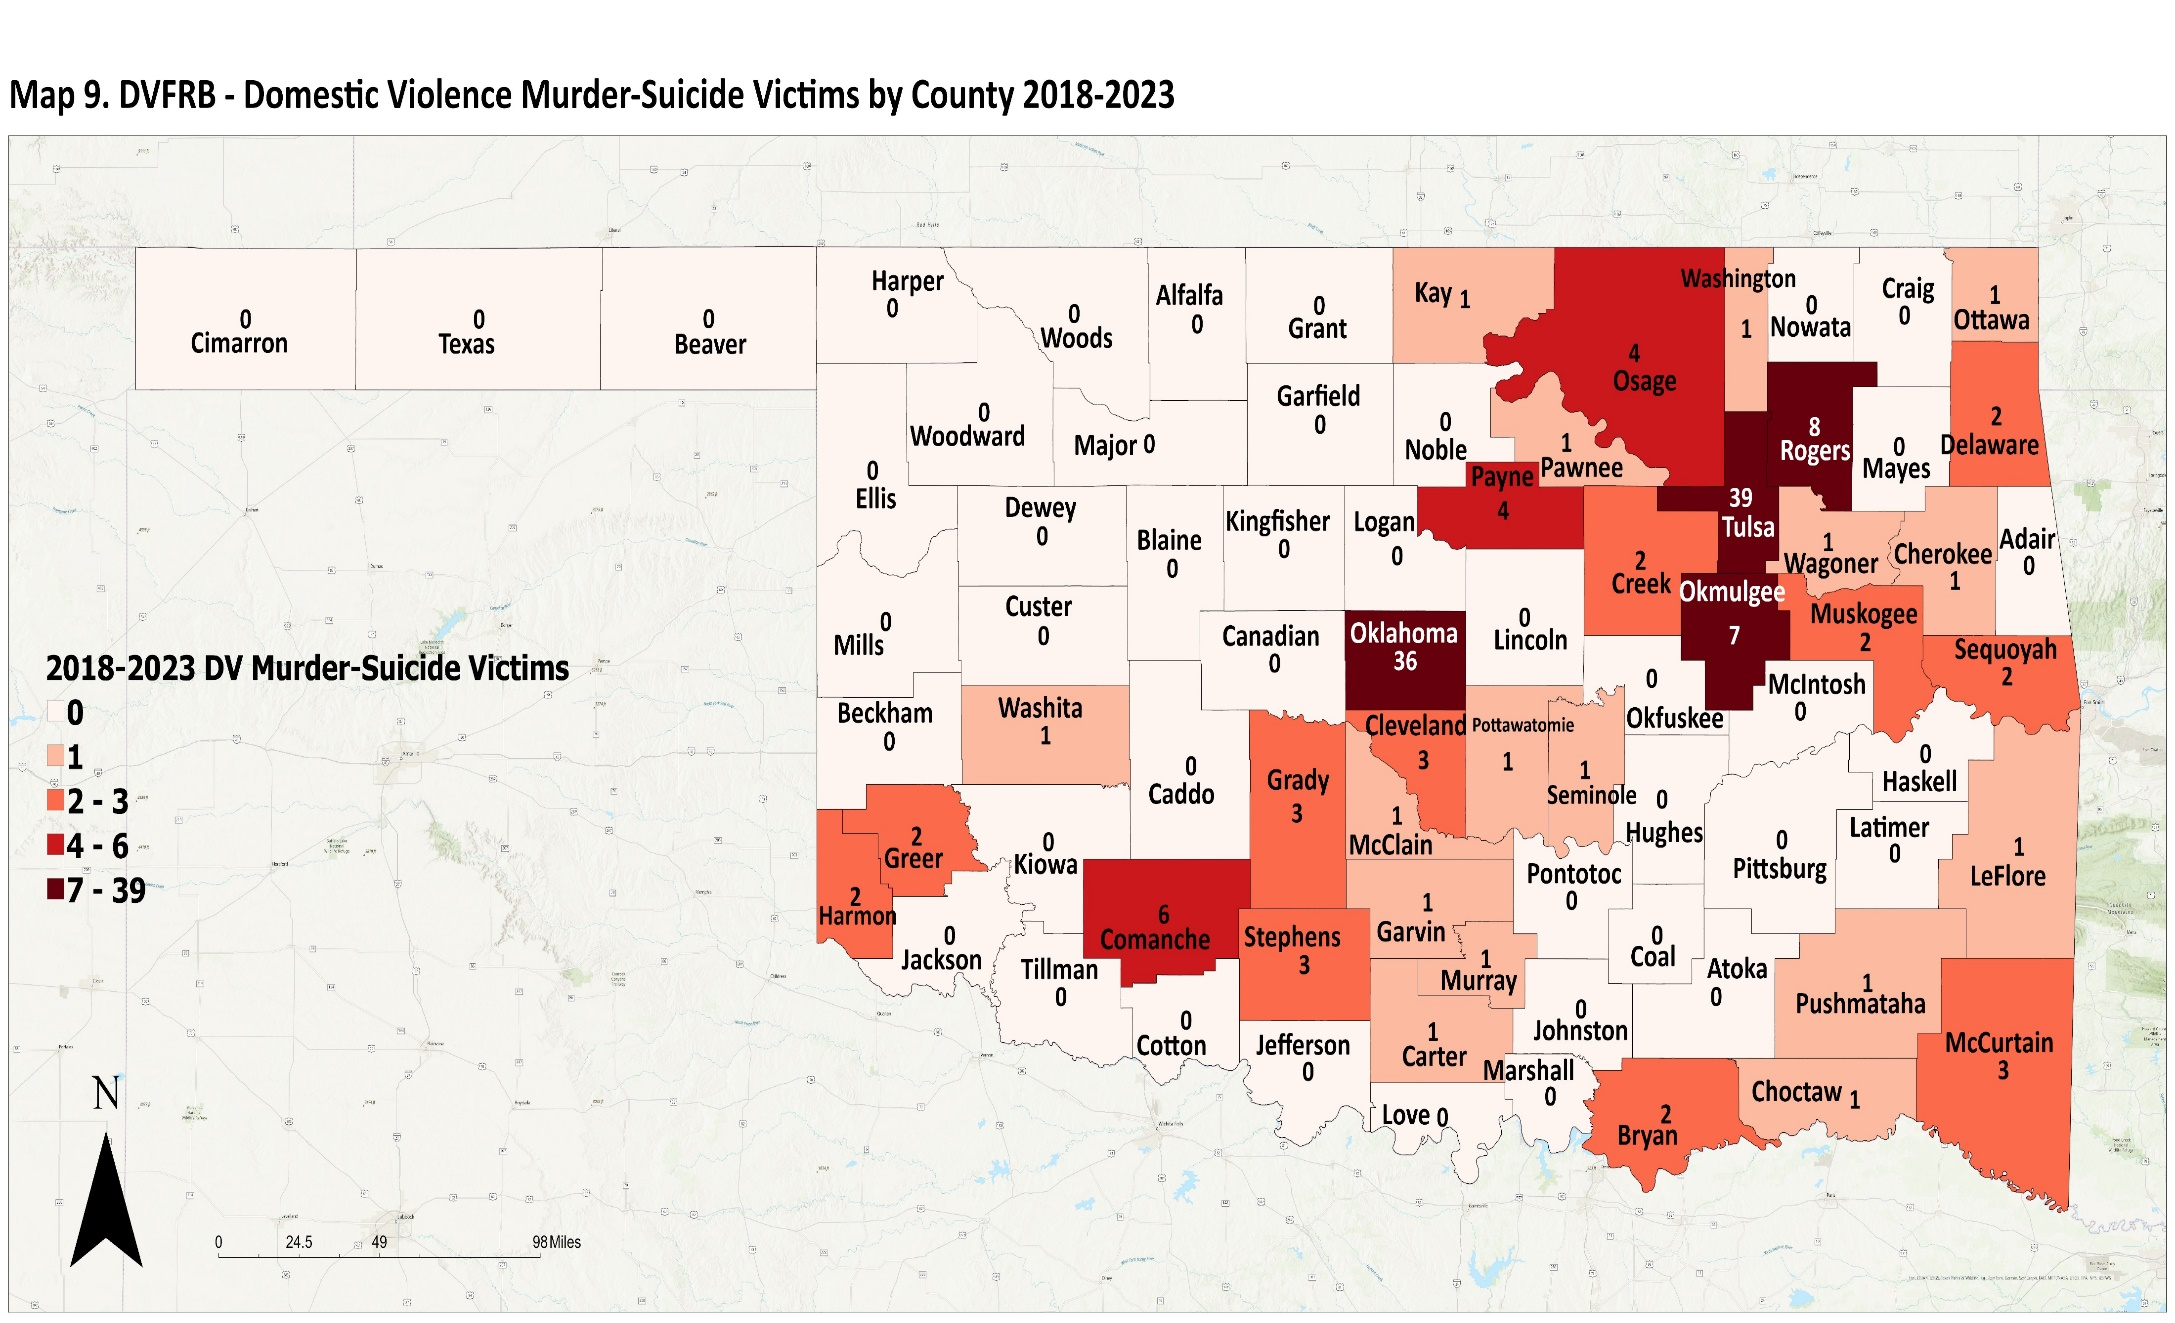 Map 9. DVFRB - Domestic Violence Murder-Suicide Victims by County 2018-2023
0
Cimarron
0
Texas
0
Beaver
Harper
0
0
Woods
Alfalfa
0
0
Grant
Kay 1
4
Osage
Washington
1
0
Nowata
Craig
0
1
Ottawa
0
Ellis
0
Woodward
Major 0
Garfield
0
0
Noble
1
Pawnee
Payne
4
8
Rogers
0
Mayes
2
Delaware
Dewey
0
Blaine
0
Kingfisher
0
Logan
0
2
Creek
39
Tulsa
1
Wagoner
Cherokee
1
Adair
0
0
Mills
Custer
0
Canadian
0
Oklahoma
36
0
Lincoln
Okmulgee
7
Muskogee
2
Sequoyah
2
Beckham
0
Washita
1
0
Caddo
Grady
3
Cleveland
3
Pottawatomie
1
1
Seminole
0
Okfuskee
McIntosh
0
0
Haskell
2
Harmon
2
Greer
0
Kiowa
1
McClain
0
Hughes
0
Pittsburg
Latimer
0
1
LeFlore
0
Jackson
6
Comanche
Stephens
3
1
Garvin
Pontotoc
0
0
Coal
Tillman
0
0
Cotton
Jefferson
0
1
Murray
1
Carter
0
Johnston
Atoka
0
1
Pushmataha
McCurtain
3
Love 0
Marshall
0
2
Bryan
Choctaw 1
2018-2023 DV Murder-Suicide Victims
0
1
2 - 3
4 - 6
7 - 39
N
0 24.5 49 98 Miles